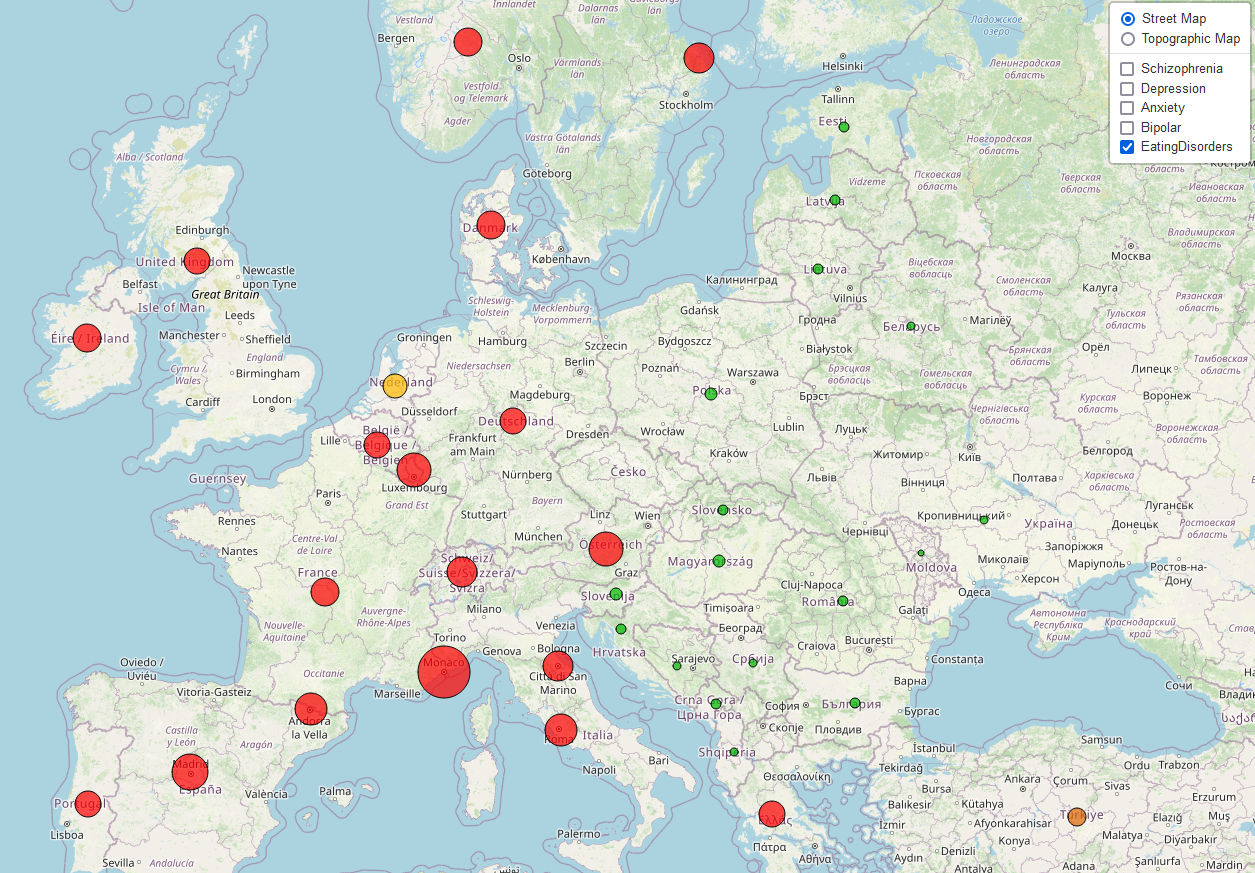 Street Map
Topographic Map
Schizophrenia
Depression
Anxiety
Bipolar
EatingDisorders
Vestland
Innlandet
Dalarnas
län
Bergen
Oslo
Värmlands
län
Vestfold-
og Telemark
Agder
Stockholm
Helsinki
Tallinn
Eesti
Ладожское
озеро
Ленинградская
область
Новгородская
область
Västra Götalands
län
Göteborg
Vidzeme
Latvija
Псковская
область
Тверская
область
Ивановская
область
Владимирская
область
Alba / Scotland
Edinburgh
United Kingdom
Newcastle
upon Tyne
Belfast
Great Britain
Isle of Man
Leeds
Éire / Ireland
Manchester
Sheffield
England
Cymru /
Wales
Birmingham
Cardiff
London
Danmark
København
Schleswig-
Holstein
Mecklenburg-
Vorpommern
Lietuva
Vilnius
Калининград
Віцебская
вобласць
Смоленская
область
Москва
Калуга
Рязанская
область
Тульская
область
Gdańsk
Гродна
Беларусь
Магілёў
Groningen
Hamburg
Szczecin
Bydgoszcz
Białystok
Брянская
область
Орёл
Тамбовская
область
Niedersachsen
Berlin
Poznań
Warszawa
Брэсцкая
вобласць
Гомельская
вобласць
Липецк
Nederland
Magdeburg
Polska
Брэст
Чернігівська
область
Курская
область
Воронеж
Düsseldorf
Deutschland
Dresden
Wrocław
Lublin
Луцьк
Воронежская
область
België /
Belgique /
Belgien
Lille
Frankfurt
am Main
Kraków
Житомир
Київ
Белгород
Guernsey
Luxembourg
Nürnberg
Česko
Львів
Вінниця
Полтава
Харківська
область
Paris
Grand Est
Bayern
Rennes
Stuttgart
Linz
Wien
Slovensko
Кропивницький
Україна
Луганськ
Донецьк
Ростовская
область
Nantes
Centre-Val
de Loire
München
Österreich
Чернівці
Запоріжжя
Schweiz/
Suisse/Svizzera/
Svizra
Graz
Magyarország
Moldova
Миколаїв
Маріуполь
Ростов-на-
Дону
France
Slovenija
Cluj-Napoca
România
Херсон
Одеса
Nouvelle-
Aquitaine
Auvergne-
Rhône-Alpes
Milano
Timișoara
Galați
Автономна
Республіка
Крим
Краснодарский
край
Torino
Venezia
Београд
București
Craiova
Oviedo /
Uviéu
Monaco
Genova
Bologna
Hrvatska
Sarajevo
Србија
Constanța
Occitanie
Città di San
Marino
Vitoria-Gasteiz
Marseille
Crna Gora /
Црна Гора
София
България
Варна
Сочи
Castilla
y León
Andorra
la Vella
Roma
Italia
Скопје
Пловдив
Бургас
Aragón
Madrid
España
Napoli
Bari
Shqipëria
İstanbul
Samsun
Portugal
València
Palma
Θεσσαλονίκη
Tekirdağ
Bursa
Ankara
Çorum
Ordu
Trabzon
Sivas
Lisboa
Ελλάς
Balıkesir
Kütahya
Türkiye
Erzurum
Palermo
Πάτρα
Αθήνα
İzmir
Afyonkarahisar
Konya
Malatya
Elazığ
Muş
Diyarbakır
Sevilla
Andalucía
Aydın
Denizli
Antalya
Adana
Şanlıurfa
Mardin